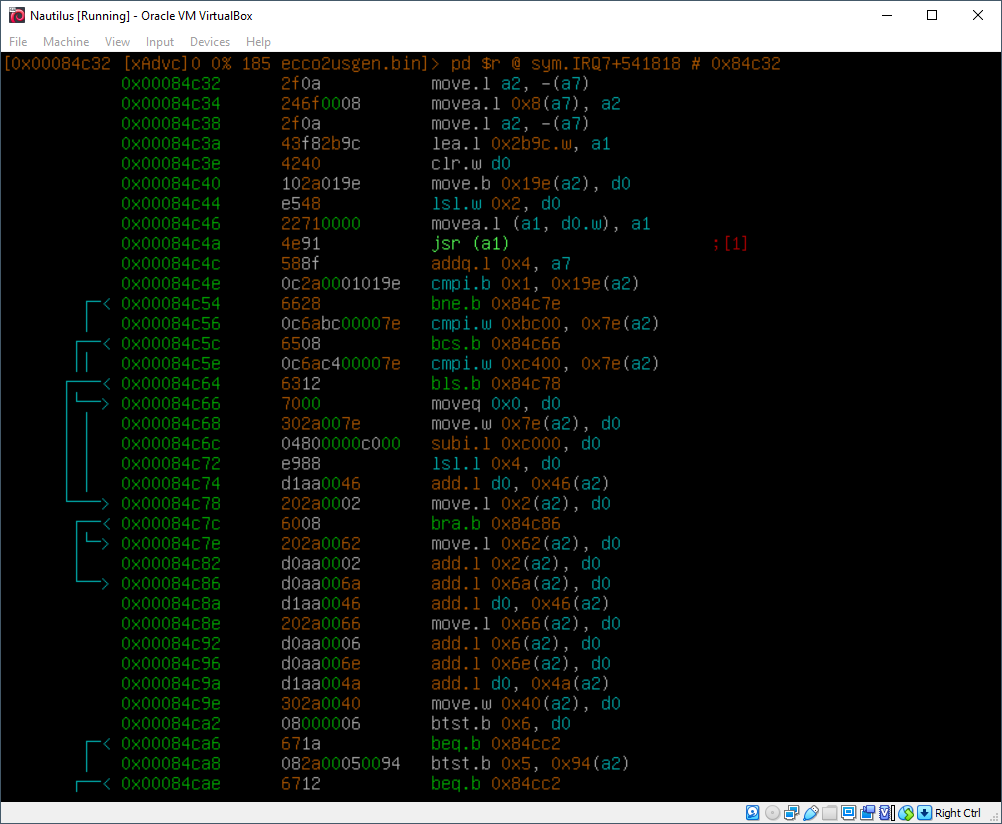 Nautilus [Running] - Oracle VM VirtualBox
File Machine View Input Devices Help
[0x00084c32 [xAdvc]0 0% 185 ecco2usgen.bin]> pd $r @ sym.IRQ7+541818 # 0x84c32
0x00084c32 2f0a move.l a2, -(a7)
0x00084c34 246f0008 movea.l 0x8(a7), a2
0x00084c38 2f0a move.l a2, -(a7)
0x00084c3a 43f82b9c lea.l 0x2b9c.w, a1
0x00084c3e 4240 clr.w d0
0x00084c40 102a019e move.b 0x19e(a2), d0
0x00084c44 e548 lsl.w 0x2, d0
0x00084c46 22710000 movea.l (a1, d0.w), a1
0x00084c4a 4e91 jsr (a1) ;[1]
0x00084c4c 588f addq.l 0x4, a7
0x00084c4e 0c2a0001019e cmpi.b 0x1, 0x19e(a2)
0x00084c54 6628 bne.b 0x84c7e
0x00084c56 0c6abc00007e cmpi.w 0xbc00, 0x7e(a2)
0x00084c5c 6508 bcs.b 0x84c66
0x00084c5e 0c6ac400007e cmpi.w 0xc400, 0x7e(a2)
0x00084c64 6312 bls.b 0x84c78
0x00084c66 7000 moveq 0x0, d0
0x00084c68 302a007e move.w 0x7e(a2), d0
0x00084c6c 04800000c000 subi.l 0xc000, d0
0x00084c72 e988 lsl.l 0x4, d0
0x00084c74 d1aa0046 add.l d0, 0x46(a2)
0x00084c78 202a0002 move.l 0x2(a2), d0
0x00084c7c 6008 bra.b 0x84c86
0x00084c7e 202a0062 move.l 0x62(a2), d0
0x00084c82 d0aa0002 add.l 0x2(a2), d0
0x00084c86 d0aa006a add.l 0x6a(a2), d0
0x00084c8a d1aa0046 add.l d0, 0x46(a2)
0x00084c8e 202a0066 move.l 0x66(a2), d0
0x00084c92 d0aa0006 add.l 0x6(a2), d0
0x00084c96 d0aa006e add.l 0x6e(a2), d0
0x00084c9a d1aa004a add.l d0, 0x4a(a2)
0x00084c9e 302a0040 move.w 0x40(a2), d0
0x00084ca2 08000006 btst.b 0x6, d0
0x00084ca6 671a beq.b 0x84cc2
0x00084ca8 082a00050094 btst.b 0x5, 0x94(a2)
0x00084cae 6712 beq.b 0x84cc2
Right Ctrl